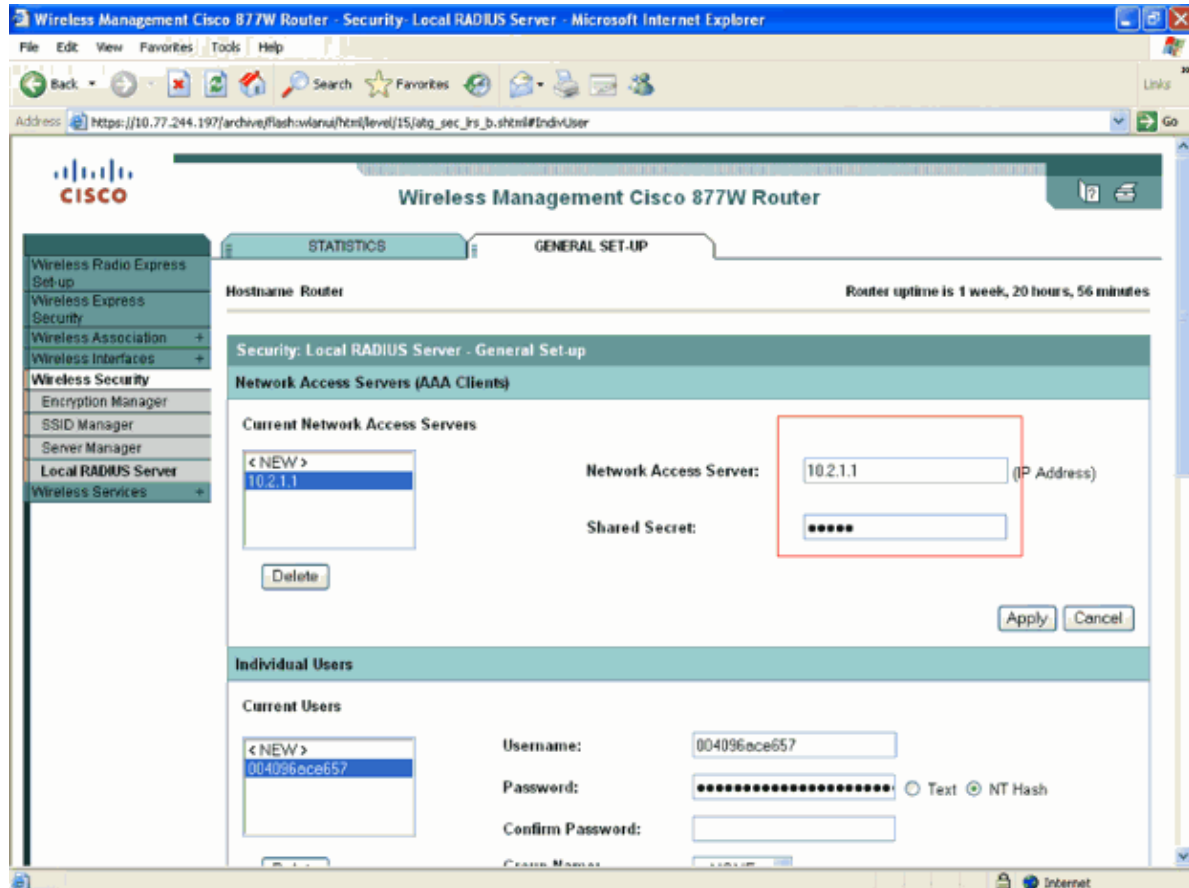 Wireless Management Cisco 877W Router - Security- Local RADIUS Server - Microsoft Internet Explorer
File Edit View Favorites Tools Help
Back Search Favorites Links
Address https://10.77.244.197/archive/flash:wlanui/html/level/15/atg_sec_lrs_b.shtml#IndivUser Go
CISCO
Wireless Management Cisco 877W Router
STATISTICS GENERAL SET-UP
Wireless Radio Express
Set-up
Wireless Express
Security
Wireless Association +
Wireless Interfaces +
Wireless Security
Encryption Manager
SSID Manager
Server Manager
Local RADIUS Server
Wireless Services +
Hostname Router Router uptime is 1 week, 20 hours, 56 minutes
Security: Local RADIUS Server - General Set-up
Network Access Servers (AAA Clients)
Current Network Access Servers
<NEW>
10.2.1.1
Delete
Network Access Server: 10.2.1.1 (IP Address)
Shared Secret: •••••
Apply Cancel
Individual Users
Current Users
<NEW>
004096ace657
Username: 004096ace657
Password: Text NT Hash
Confirm Password:
Internet